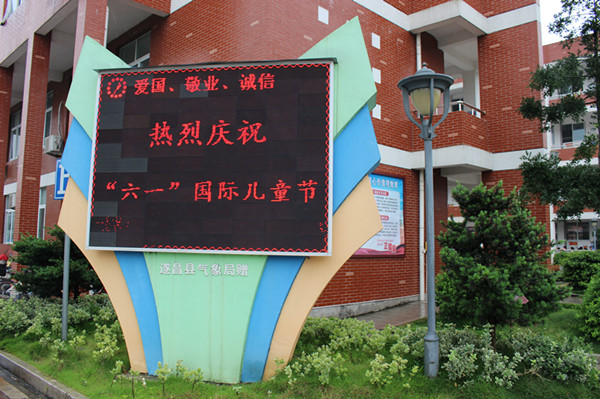 爱国、敬业、诚信
热烈庆祝
“六一”国际儿童节
遂昌县气象局赠